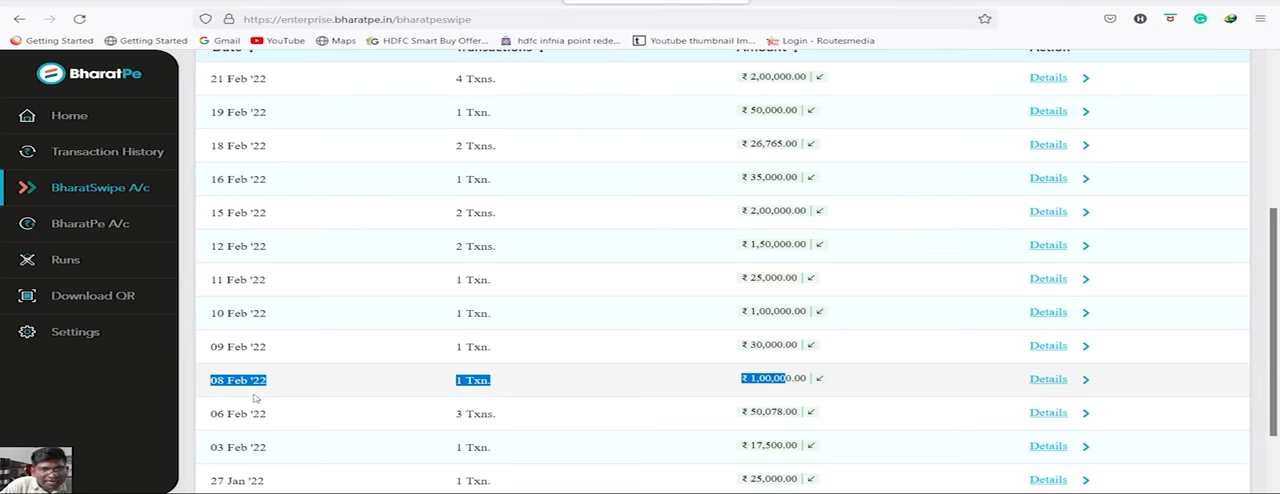 https://enterprise.bharatpe.in/bharatpeswipe
Getting Started Getting Started Gmail YouTube Maps HDFC Smart Buy Offer... hdfc infnia point rede... Youtube thumbnail Im... Login - Routesmedia
BharatPe
Home
Transaction History
BharatSwipe A/c
BharatPe A/c
Runs
Download QR
Settings
Date Transactions Amount Action
21 Feb '22 4 Txns. ₹ 2,00,000.00 Details
19 Feb '22 1 Txn. ₹ 50,000.00 Details
18 Feb '22 2 Txns. ₹ 26,765.00 Details
16 Feb '22 1 Txn. ₹ 35,000.00 Details
15 Feb '22 2 Txns. ₹ 2,00,000.00 Details
12 Feb '22 2 Txns. ₹ 1,50,000.00 Details
11 Feb '22 1 Txn. ₹ 25,000.00 Details
10 Feb '22 1 Txn. ₹ 1,00,000.00 Details
09 Feb '22 1 Txn. ₹ 30,000.00 Details
08 Feb '22 1 Txn. ₹ 1,00,000.00 Details
06 Feb '22 3 Txns. ₹ 50,078.00 Details
03 Feb '22 1 Txn. ₹ 17,500.00 Details
27 Jan '22 1 Txn. ₹ 25,000.00 Details